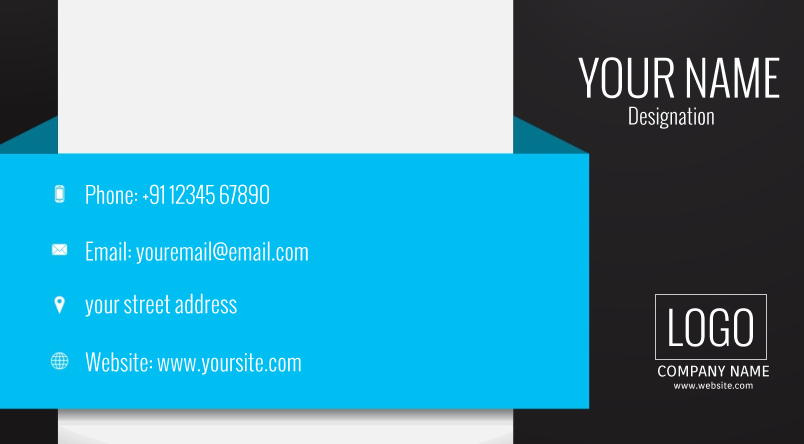 YOUR NAME
Designation
Phone: +91 12345 67890
Email: youremail@email.com
your street address
Website: www.yoursite.com
LOGO
COMPANY NAME
www.website.com